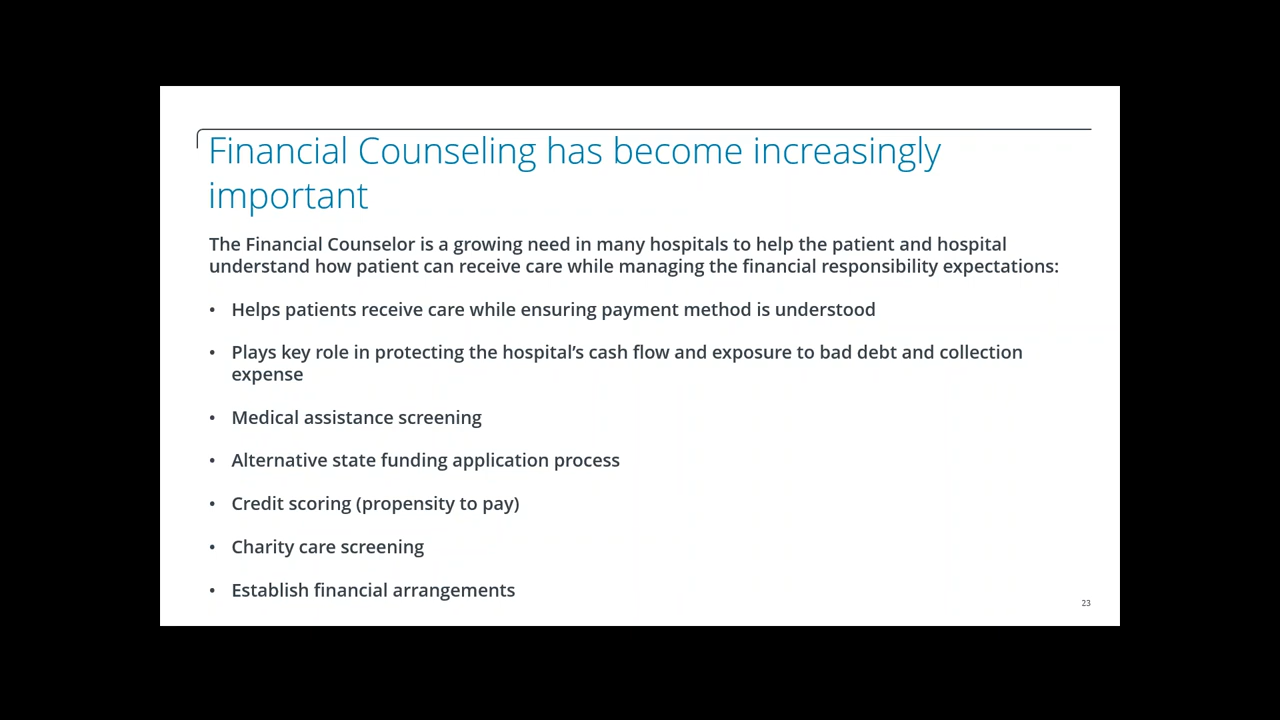 Financial Counseling has become increasingly
important
The Financial Counselor is a growing need in many hospitals to help the patient and hospital
understand how patient can receive care while managing the financial responsibility expectations:
• Helps patients receive care while ensuring payment method is understood
• Plays key role in protecting the hospital’s cash flow and exposure to bad debt and collection
expense
• Medical assistance screening
• Alternative state funding application process
• Credit scoring (propensity to pay)
• Charity care screening
• Establish financial arrangements
23